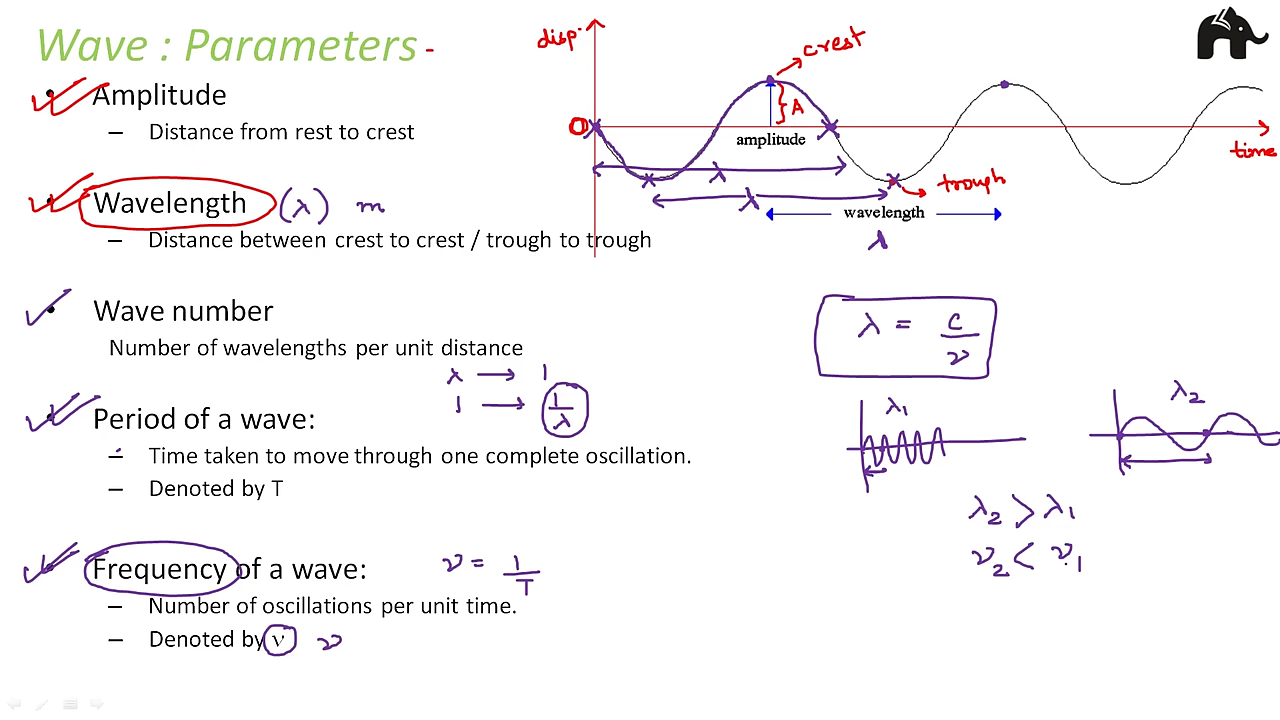 Wave : Parameters -
Amplitude
– Distance from rest to crest
Wavelength (λ) m
– Distance between crest to crest / trough to trough
Wave number
Number of wavelengths per unit distance
λ → 1
1 → 1/λ
Period of a wave:
– Time taken to move through one complete oscillation.
– Denoted by T
Frequency of a wave: ν = 1/T
– Number of oscillations per unit time.
– Denoted by ν ν
disp.
crest
A
O
amplitude
time
λ
trough
λ
wavelength
λ
λ = c/ν
λ1
λ2
λ2 > λ1
ν2 < ν1